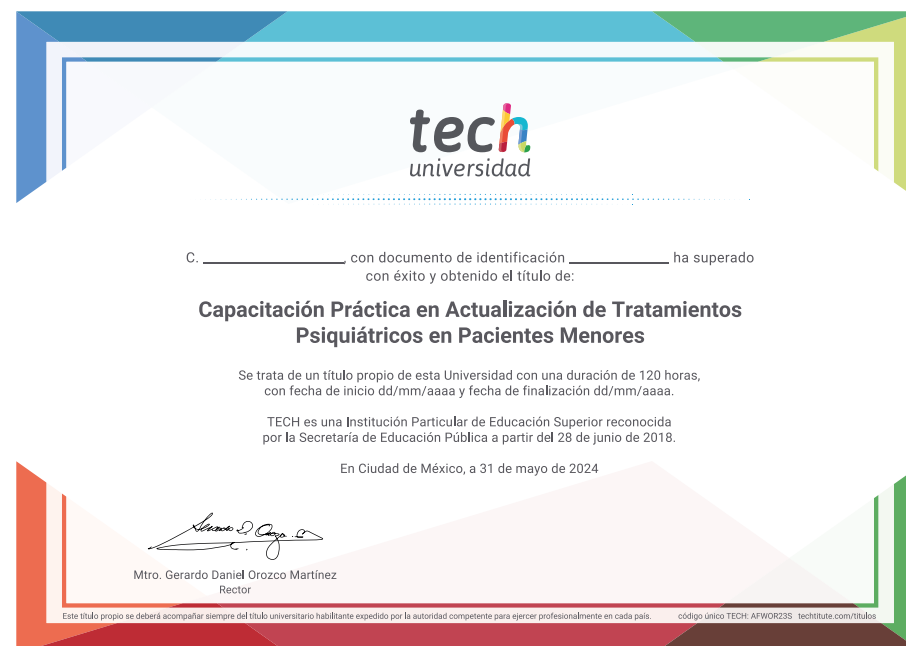 tech
universidad
C. ____________________, con documento de identificación ______________ ha superado
con éxito y obtenido el título de:
Capacitación Práctica en Actualización de Tratamientos
Psiquiátricos en Pacientes Menores
Se trata de un título propio de esta Universidad con una duración de 120 horas,
con fecha de inicio dd/mm/aaaa y fecha de finalización dd/mm/aaaa.
TECH es una Institución Particular de Educación Superior reconocida
por la Secretaría de Educación Pública a partir del 28 de junio de 2018.
En Ciudad de México, a 31 de mayo de 2024
Mtro. Gerardo Daniel Orozco Martínez
Rector
Este título propio se deberá acompañar siempre del título universitario habilitante expedido por la autoridad competente para ejercer profesionalmente en cada país. código único TECH: AFWOR23S techtitute.com/titulos